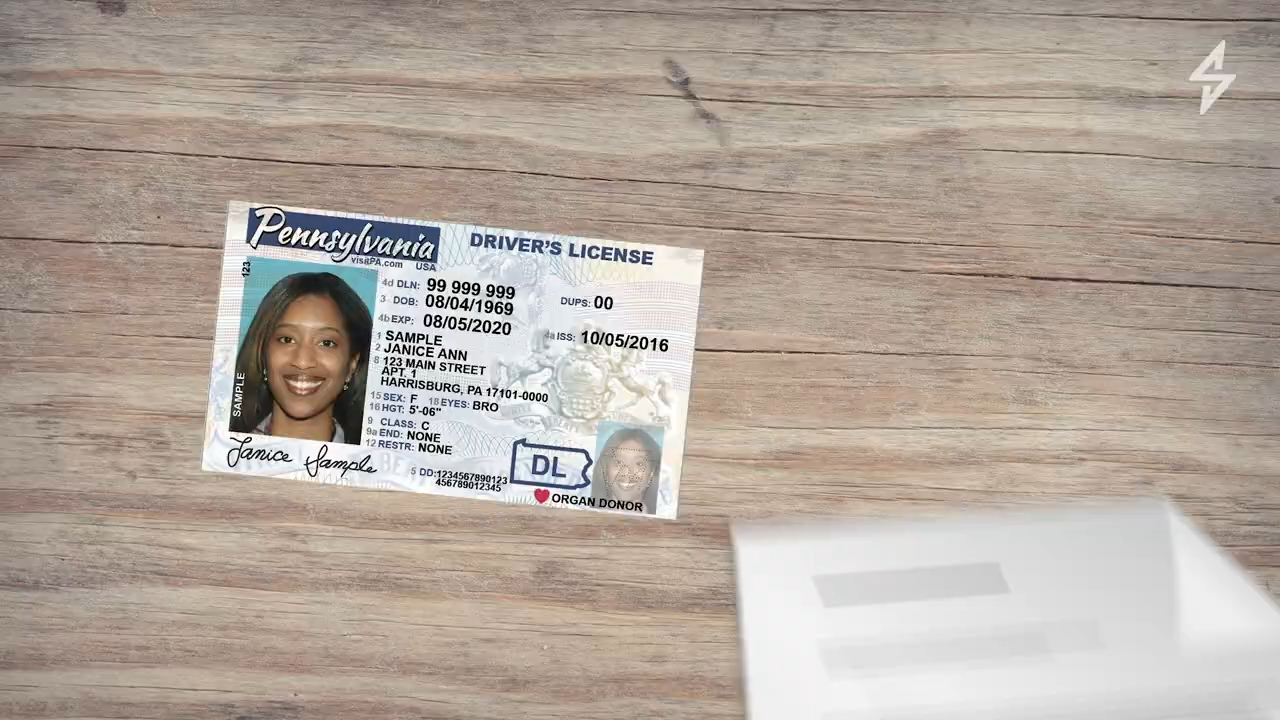 Pennsylvania
visitPA.com USA
DRIVER'S LICENSE
123
4d DLN: 99 999 999
3 DOB: 08/04/1969
DUPS: 00
4b EXP: 08/05/2020
4a ISS: 10/05/2016
1 SAMPLE
2 JANICE ANN
8 123 MAIN STREET
APT. 1
HARRISBURG, PA 17101-0000
15 SEX: F 18 EYES: BRO
16 HGT: 5'-06"
9 CLASS: C
9a END: NONE
12 RESTR: NONE
SAMPLE
Janice Sample
5 DD:1234567890123
456789012345
DL
ORGAN DONOR